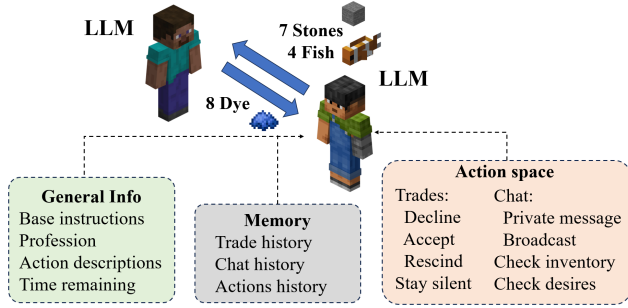 LLM
7 Stones
4 Fish
LLM
8 Dye
General Info
Base instructions
Profession
Action descriptions
Time remaining
Memory
Trade history
Chat history
Actions history
Action space
Trades:
Decline
Accept
Rescind
Stay silent
Chat:
Private message
Broadcast
Check inventory
Check desires